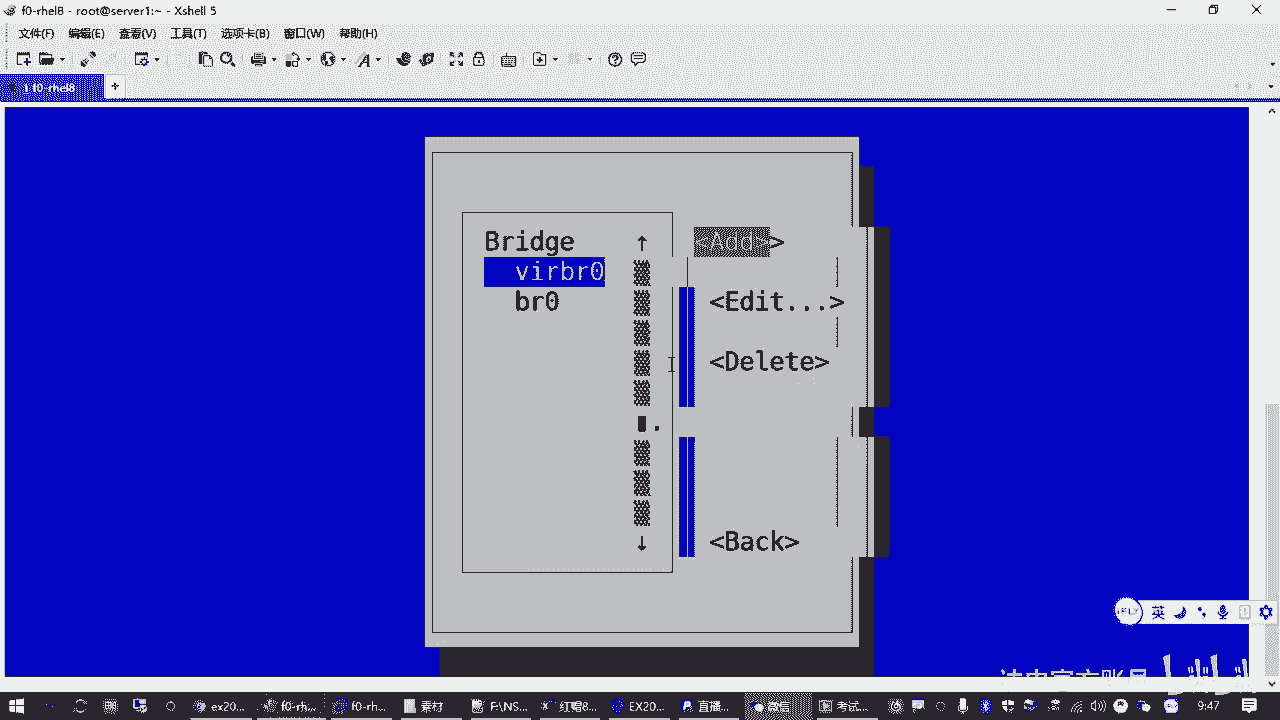 f0-rhel8 - root@server1:~ - Xshell 5
文件(F) 编辑(E) 查看(V) 工具(T) 选项卡(B) 窗口(W) 帮助(H)
1 f0-rhel8 +
Bridge ↑ <Add >
virbr0
br0 <Edit...>
<Delete>
↓ <Back>
iFLY 英
ex20... f0-rh... f0-rh... 素材 F:\NS... 红帽8... EX20... 直播... 微信 考试... 9:47